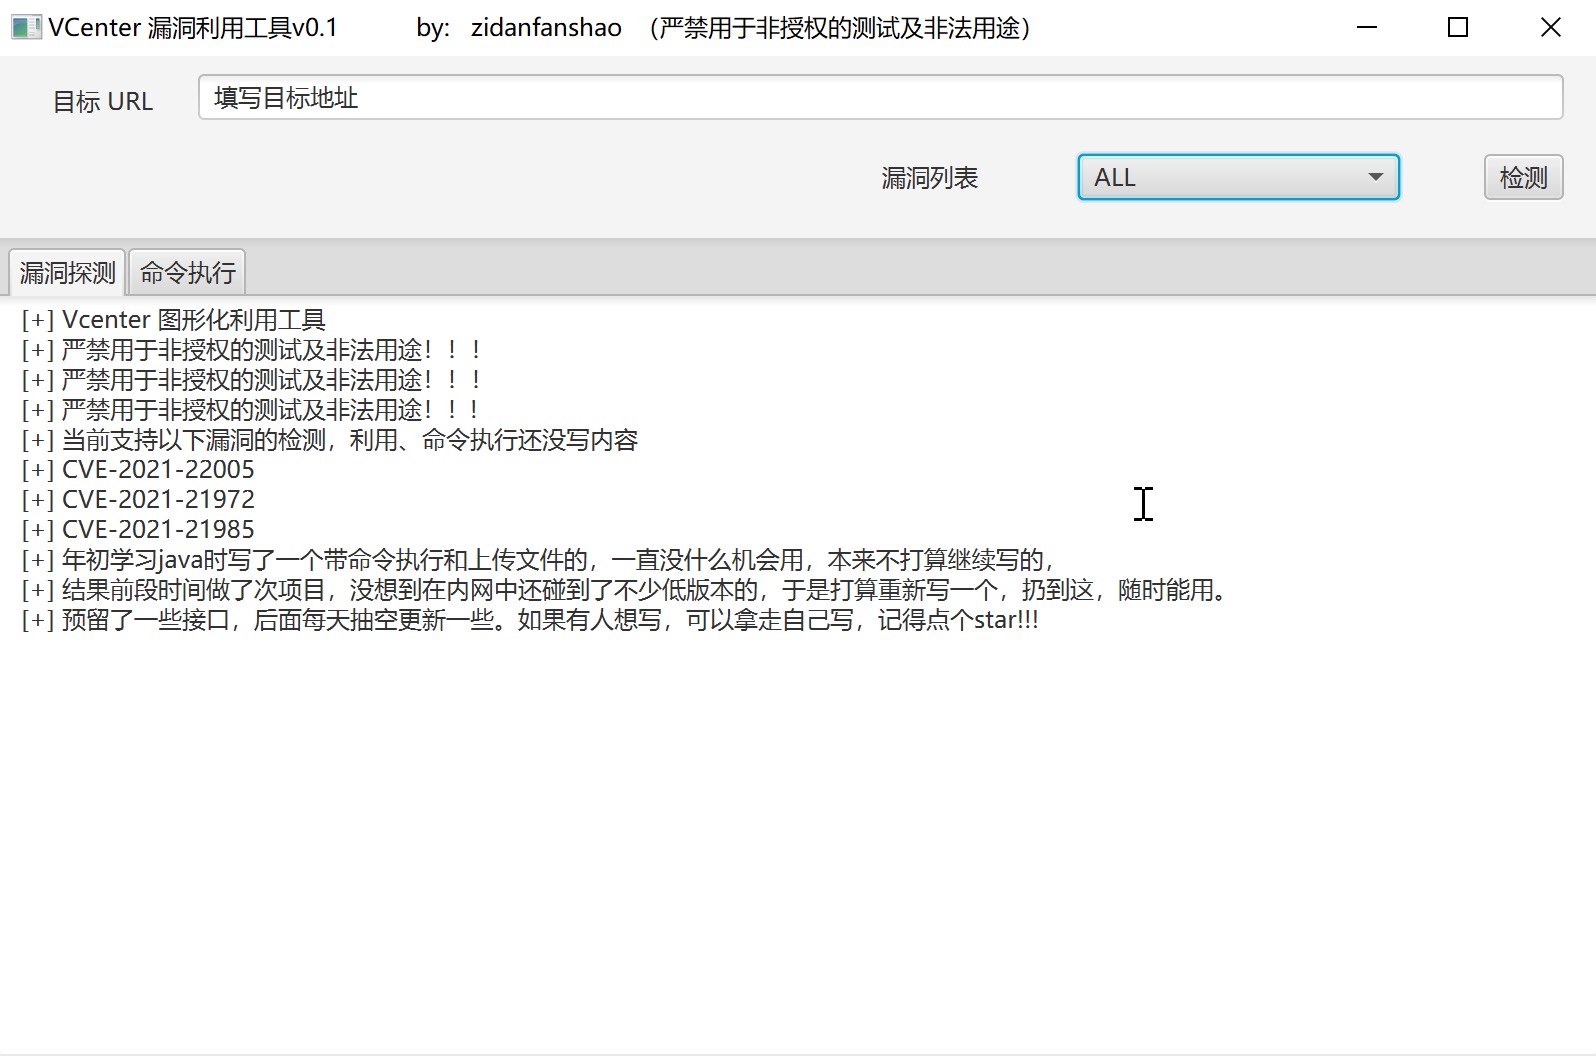 VCenter 漏洞利用工具v0.1 by: zidanfanshao （严禁用于非授权的测试及非法用途）
目标 URL 填写目标地址
漏洞列表 ALL 检测
漏洞探测 命令执行
[+] Vcenter 图形化利用工具
[+] 严禁用于非授权的测试及非法用途！！！
[+] 严禁用于非授权的测试及非法用途！！！
[+] 严禁用于非授权的测试及非法用途！！！
[+] 当前支持以下漏洞的检测，利用、命令执行还没写内容
[+] CVE-2021-22005
[+] CVE-2021-21972
[+] CVE-2021-21985
[+] 年初学习java时写了一个带命令执行和上传文件的，一直没什么机会用，本来不打算继续写的，
[+] 结果前段时间做了次项目，没想到在内网中还碰到了不少低版本的，于是打算重新写一个，扔到这，随时能用。
[+] 预留了一些接口，后面每天抽空更新一些。如果有人想写，可以拿走自己写，记得点个star!!!